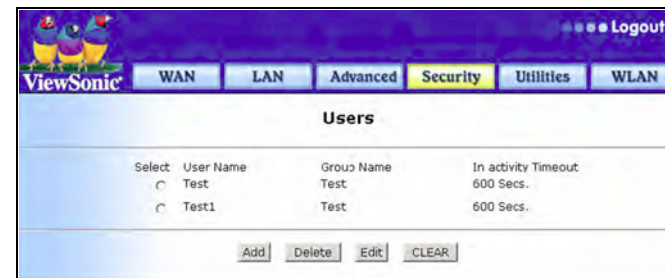 Logout
ViewSonic WAN LAN Advanced Security Utilities WLAN
Users
Select User Name Group Name In activity Timeout
Test Test 600 Secs.
Test1 Test 600 Secs.
Add Delete Edit CLEAR